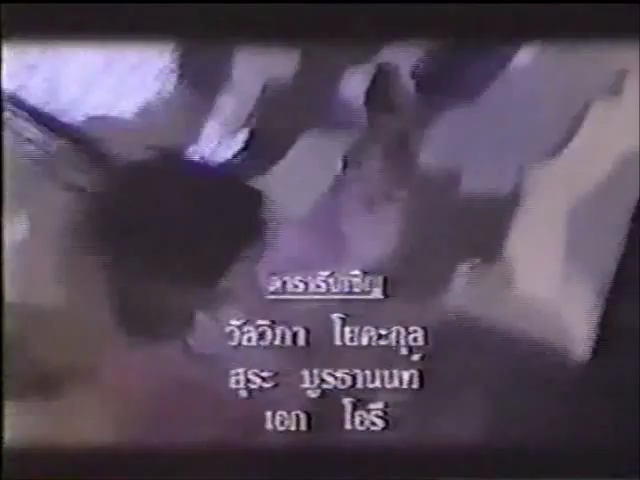 ดารารับเชิญ
วัลวิภา โยคะกุล
สุระ มูรธานนท์
เอก โอรี